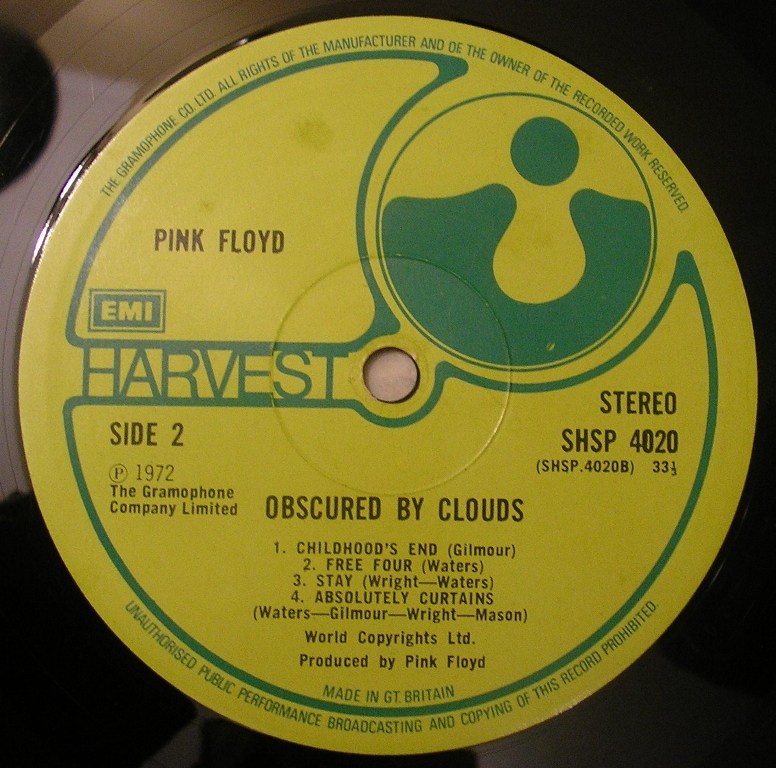 THE GRAMOPHONE CO LTD. ALL RIGHTS OF THE MANUFACTURER AND OF THE OWNER OF THE RECORDED WORK RESERVED.
PINK FLOYD
EMI
HARVEST
STEREO
SIDE 2
SHSP 4020
(SHSP.4020B) 33⅓
Ⓟ 1972
The Gramophone
Company Limited
OBSCURED BY CLOUDS
1. CHILDHOOD'S END (Gilmour)
2. FREE FOUR (Waters)
3. STAY (Wright—Waters)
4. ABSOLUTELY CURTAINS
(Waters—Gilmour—Wright—Mason)
World Copyrights Ltd.
Produced by Pink Floyd
MADE IN GT. BRITAIN
UNAUTHORISED PUBLIC PERFORMANCE BROADCASTING AND COPYING OF THIS RECORD PROHIBITED.